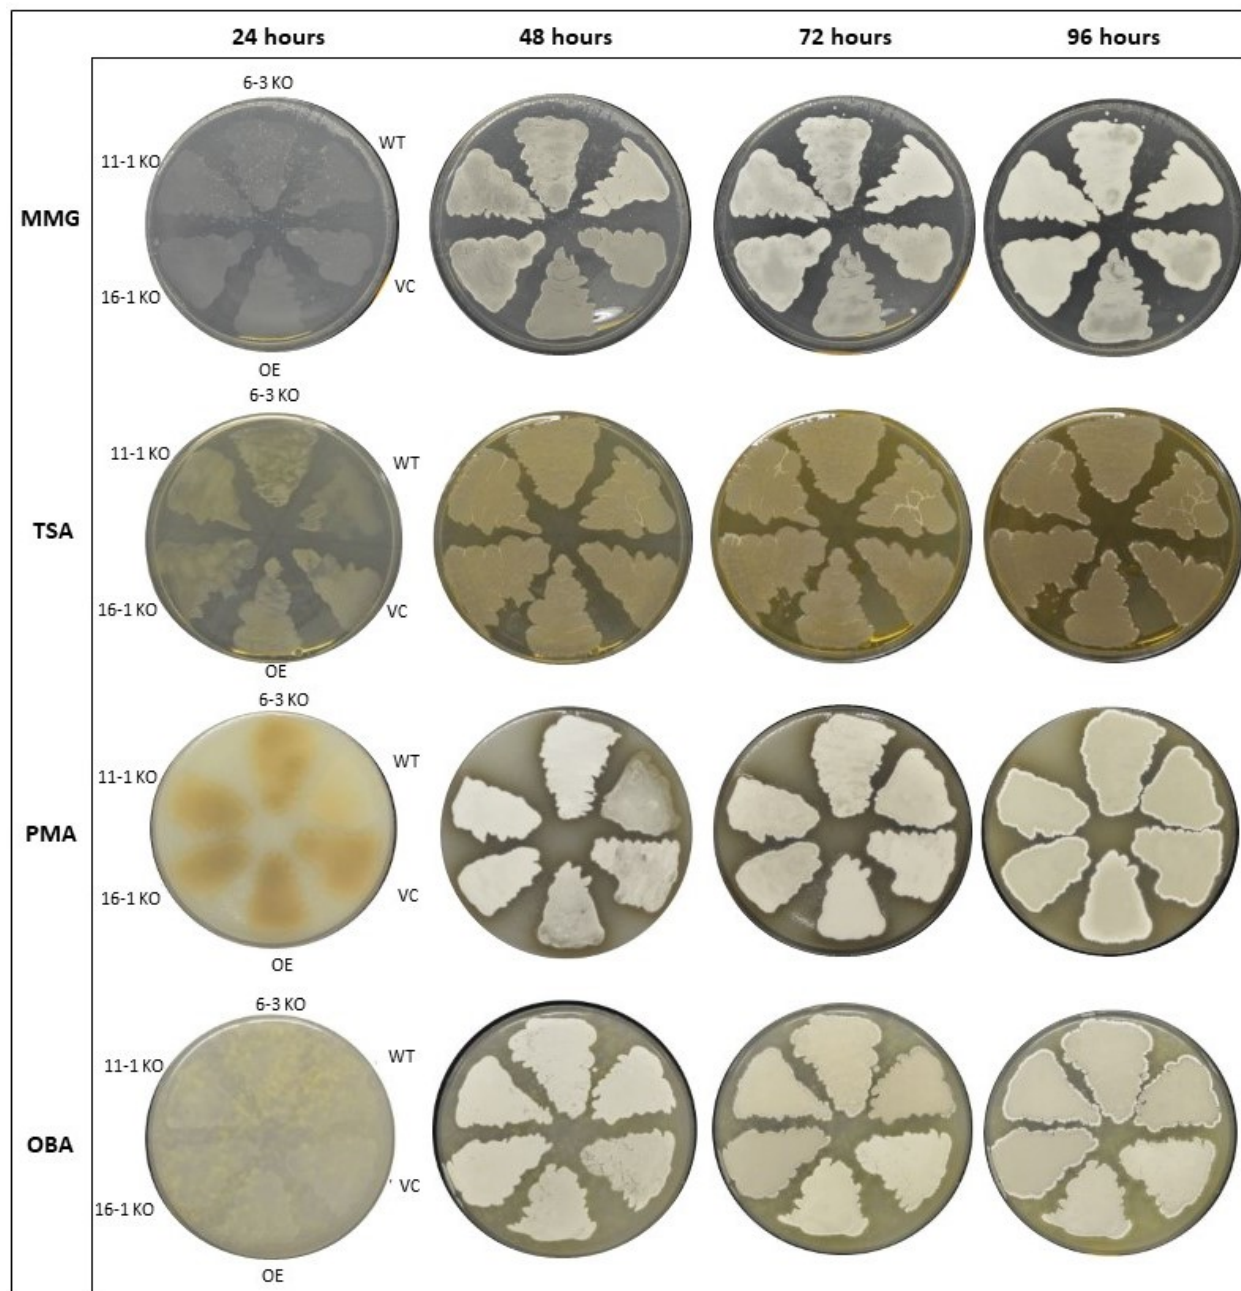 24 hours 48 hours 72 hours 96 hours
6-3 KO
WT
11-1 KO
MMG
VC
16-1 KO
OE
6-3 KO
11-1 KO
WT
TSA
16-1 KO
VC
OE
6-3 KO
WT
11-1 KO
PMA
16-1 KO
VC
OE
6-3 KO
WT
11-1 KO
OBA
VC
16-1 KO
OE